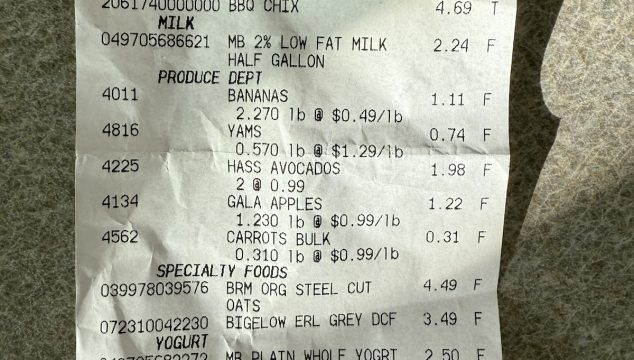 2061740000000 BBQ CHIX 4.69 T
MILK
049705686621 MB 2% LOW FAT MILK 2.24 F
HALF GALLON
PRODUCE DEPT
4011 BANANAS 1.11 F
2.270 lb @ $0.49/lb
4816 YAMS 0.74 F
0.570 lb @ $1.29/lb
4225 HASS AVOCADOS 1.98 F
2 @ 0.99
4134 GALA APPLES 1.22 F
1.230 lb @ $0.99/lb
4562 CARROTS BULK 0.31 F
0.310 lb @ $0.99/lb
SPECIALTY FOODS
039978039576 BRM ORG STEEL CUT 4.49 F
OATS
072310042230 BIGELOW ERL GREY DCF 3.49 F
YOGURT
MB PLAIN WHOLE YOGRT 2.50 F